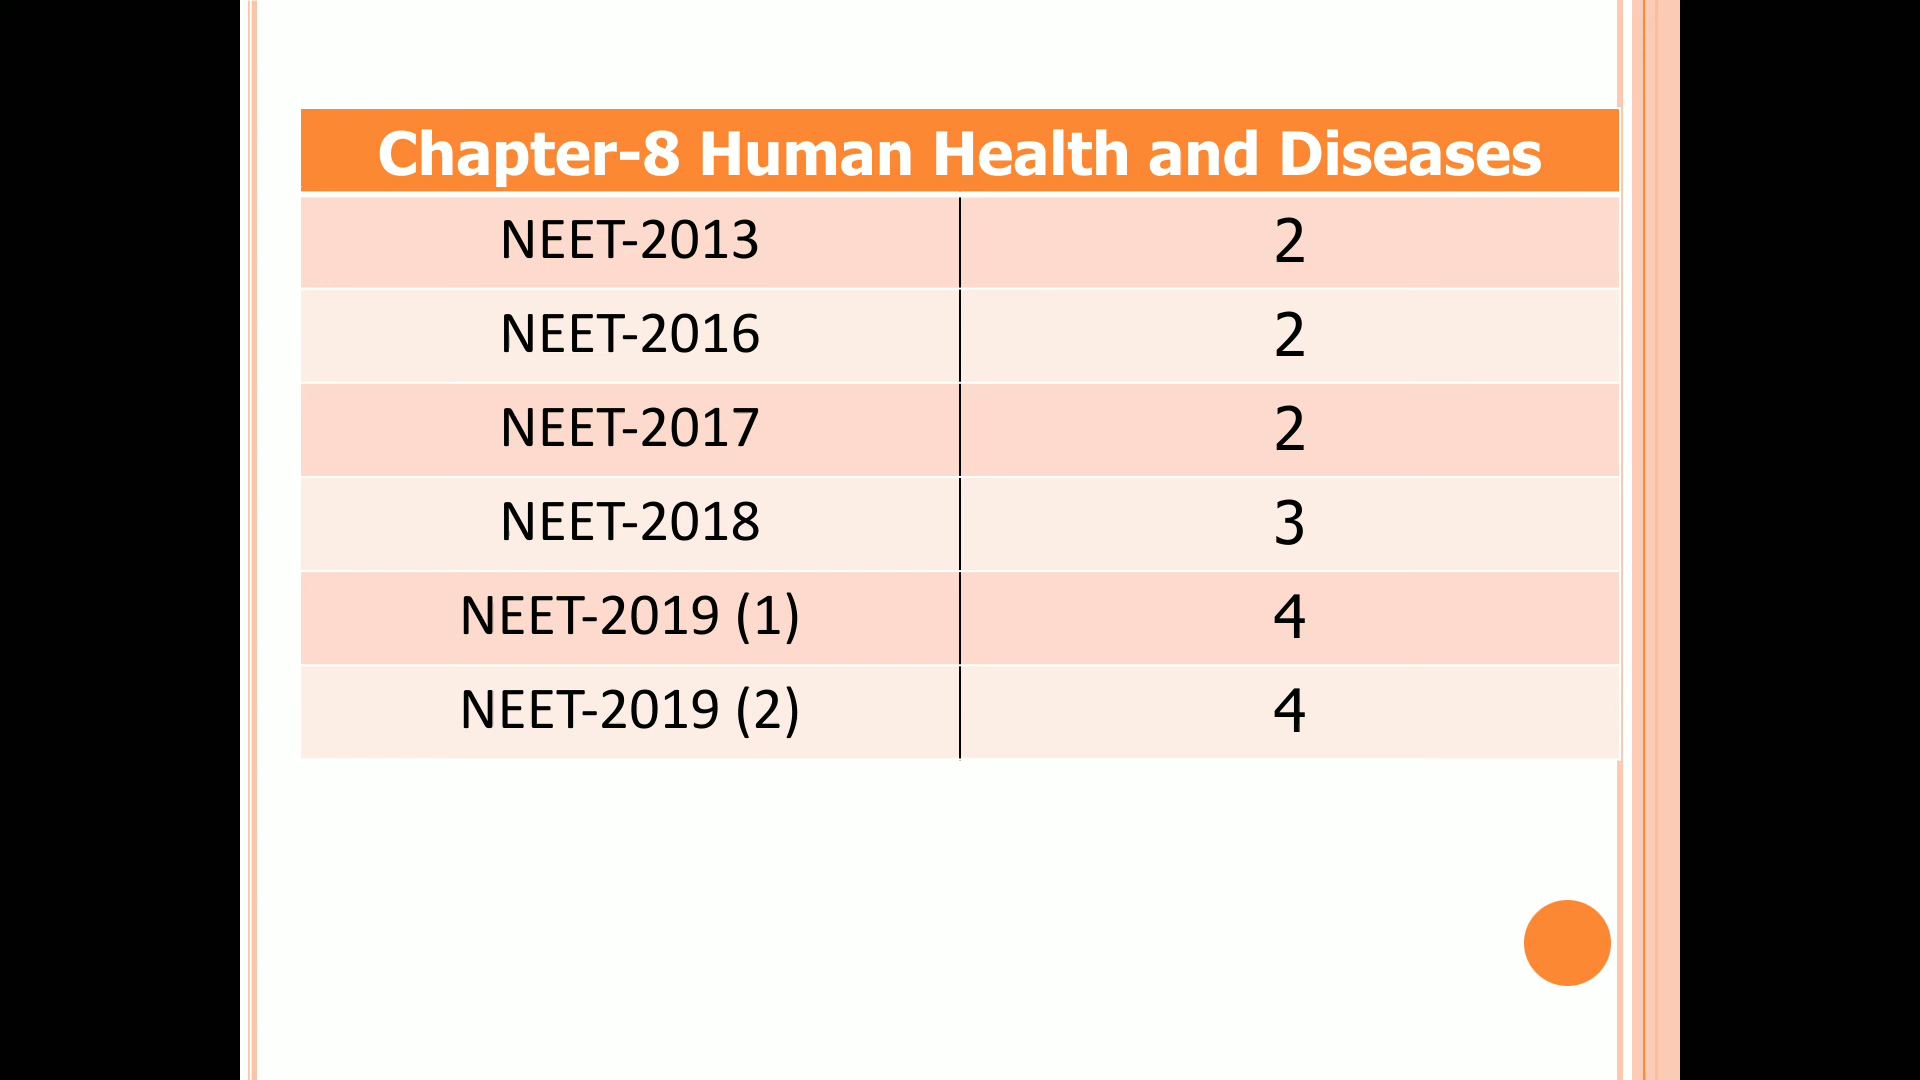 Chapter-8 Human Health and Diseases
NEET-2013 2
NEET-2016 2
NEET-2017 2
NEET-2018 3
NEET-2019 (1) 4
NEET-2019 (2) 4